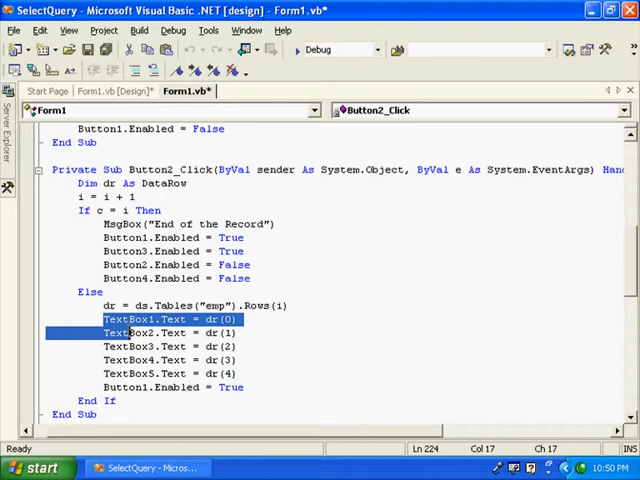 SelectQuery - Microsoft Visual Basic .NET [design] - Form1.vb*
File Edit View Project Build Debug Tools Window Help
Debug
Start Page Form1.vb [Design]* Form1.vb*
Form1 Button2_Click
Server Explorer
Button1.Enabled = False
End Sub
Private Sub Button2_Click(ByVal sender As System.Object, ByVal e As System.EventArgs) Hand
Dim dr As DataRow
i = i + 1
If c = i Then
MsgBox("End of the Record")
Button1.Enabled = True
Button3.Enabled = True
Button2.Enabled = False
Button4.Enabled = False
Else
dr = ds.Tables("emp").Rows(i)
TextBox1.Text = dr(0)
TextBox2.Text = dr(1)
TextBox3.Text = dr(2)
TextBox4.Text = dr(3)
TextBox5.Text = dr(4)
Button1.Enabled = True
End If
End Sub
Ready Ln 224 Col 17 Ch 17 INS
start SelectQuery - Micros... 10:50 PM